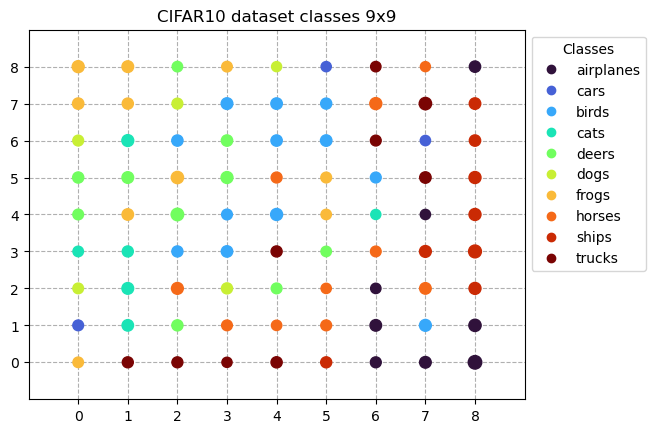 CIFAR10 dataset classes 9x9
8
7
6
5
4
3
2
1
0
0 1 2 3 4 5 6 7 8
Classes
airplanes
cars
birds
cats
deers
dogs
frogs
horses
ships
trucks